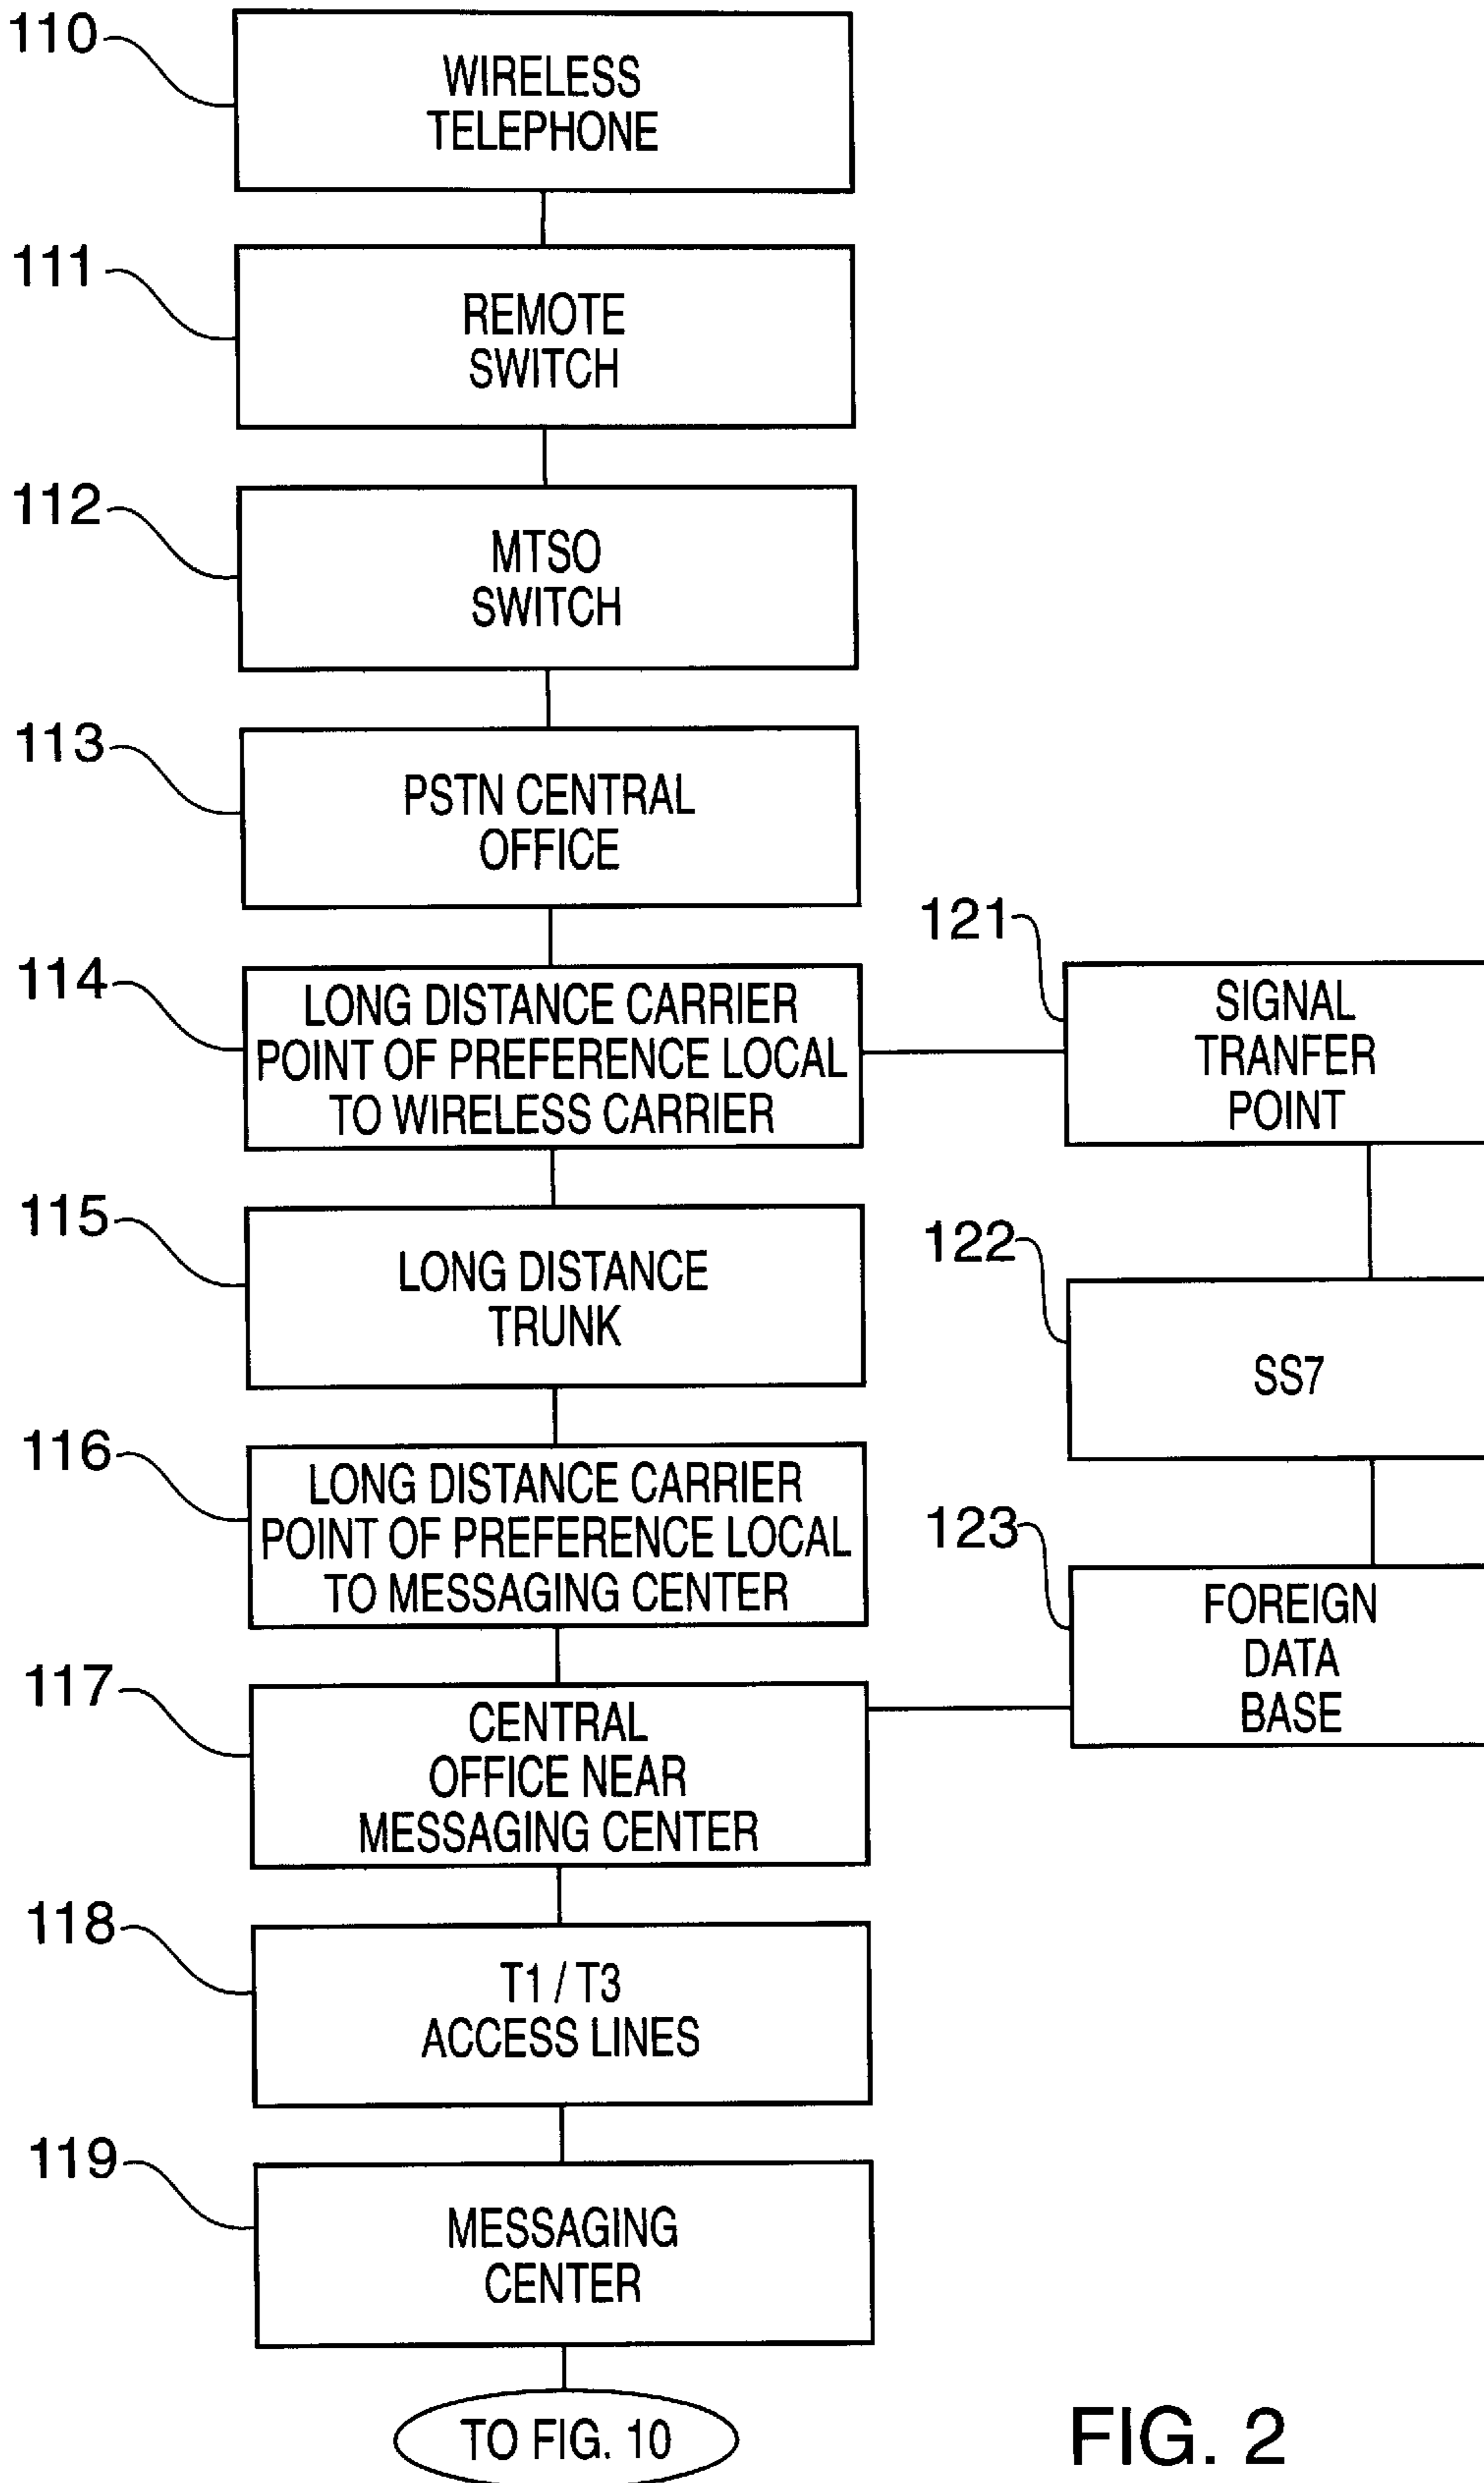 110
WIRELESS
TELEPHONE
111
REMOTE
SWITCH
112
MTSO
SWITCH
113
PSTN CENTRAL
OFFICE
114
LONG DISTANCE CARRIER
POINT OF PREFERENCE LOCAL
TO WIRELESS CARRIER
121
SIGNAL
TRANFER
POINT
115
LONG DISTANCE
TRUNK
122
SS7
116
LONG DISTANCE CARRIER
POINT OF PREFERENCE LOCAL
TO MESSAGING CENTER
123
FOREIGN
DATA
BASE
117
CENTRAL
OFFICE NEAR
MESSAGING CENTER
118
T1 / T3
ACCESS LINES
119
MESSAGING
CENTER
TO FIG. 10
FIG. 2